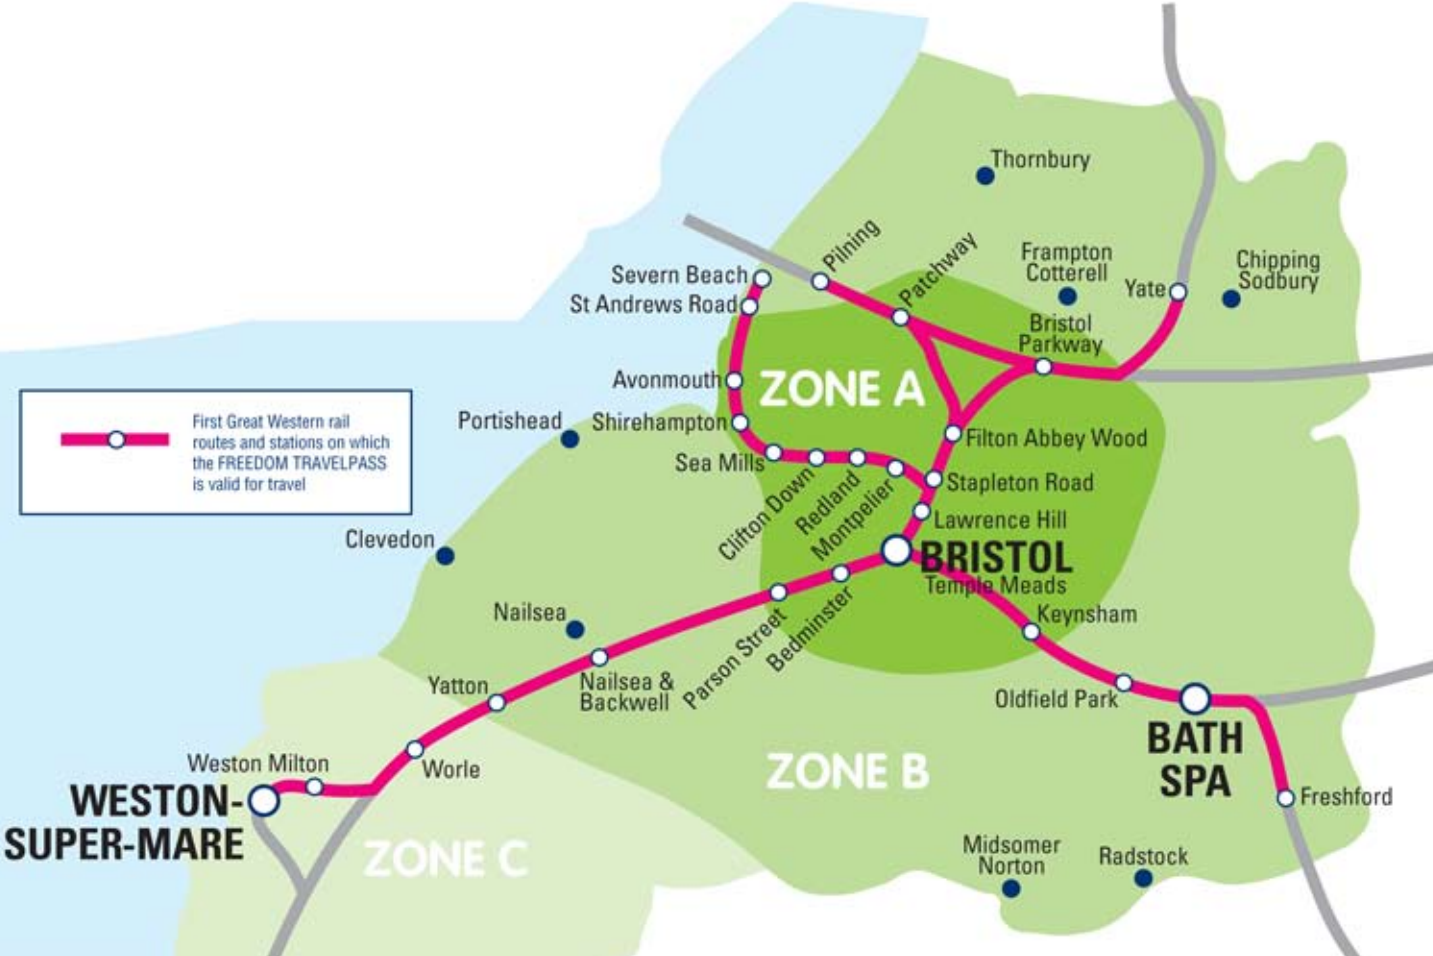 Thornbury
Pilning
Patchway
Frampton
Cotterell
Chipping
Sodbury
Severn Beach
Yate
St Andrews Road
Bristol
Parkway
Avonmouth
ZONE A
First Great Western rail
routes and stations on which
the FREEDOM TRAVELPASS
is valid for travel
Portishead
Shirehampton
Filton Abbey Wood
Sea Mills
Clifton Down
Redland
Montpelier
Stapleton Road
Lawrence Hill
Clevedon
BRISTOL
Temple Meads
Nailsea
Keynsham
Parson Street
Bedminster
Yatton
Nailsea &
Backwell
Oldfield Park
BATH
SPA
Weston Milton
Worle
ZONE B
WESTON-
SUPER-MARE
Freshford
ZONE C
Midsomer
Norton
Radstock